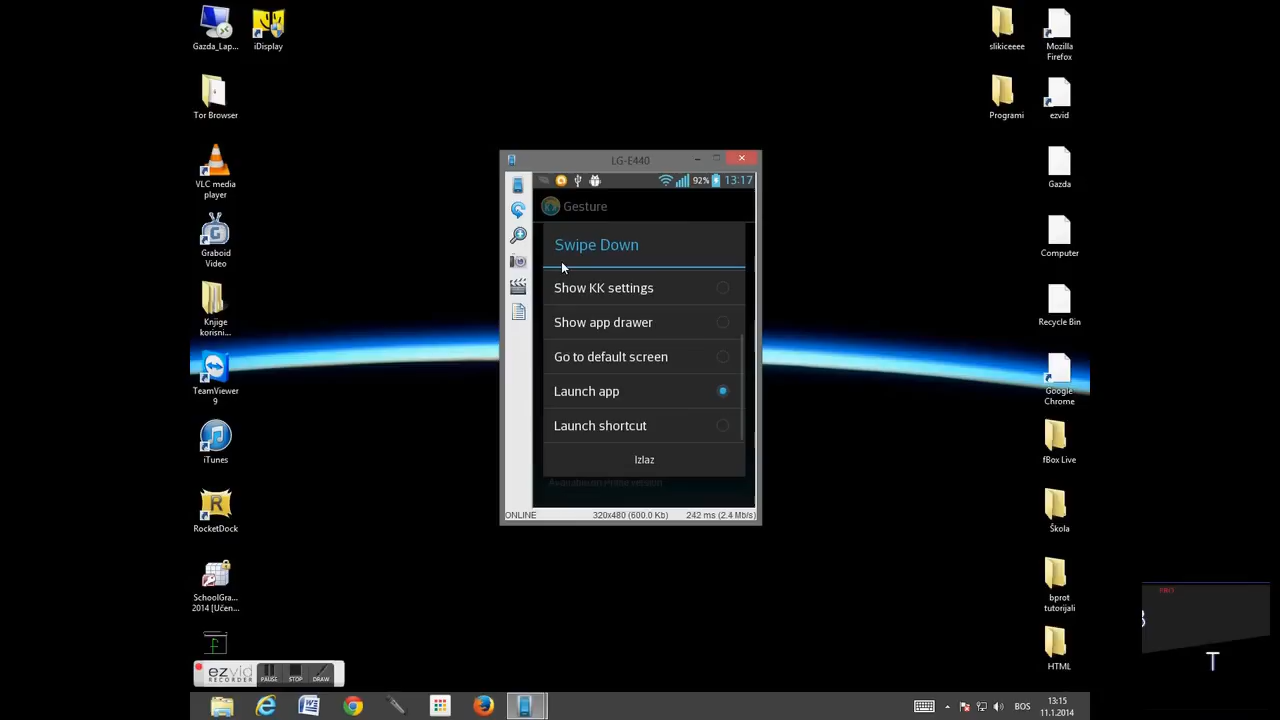 Gazda_Lap...
iDisplay
slikiceeee
Mozilla
Firefox
Tor Browser
Programi
ezvid
LG-E440
92% 13:17
Gesture
Swipe Down
Show KK settings
Show app drawer
Go to default screen
Launch app
Launch shortcut
Izlaz
ONLINE
320x480 (600.0 Kb)
242 ms (2.4 Mb/s)
VLC media
player
Gazda
Graboid
Video
Computer
Knjige
korisni...
Recycle Bin
TeamViewer
9
Google
Chrome
iTunes
fBox Live
RocketDock
Škola
SchoolGra...
2014 [Učen...
bprot
tutorijali
HTML
ezvid
RECORDER
PAUSE
STOP
DRAW
PRO
T
BOS
13:15
11.1.2014